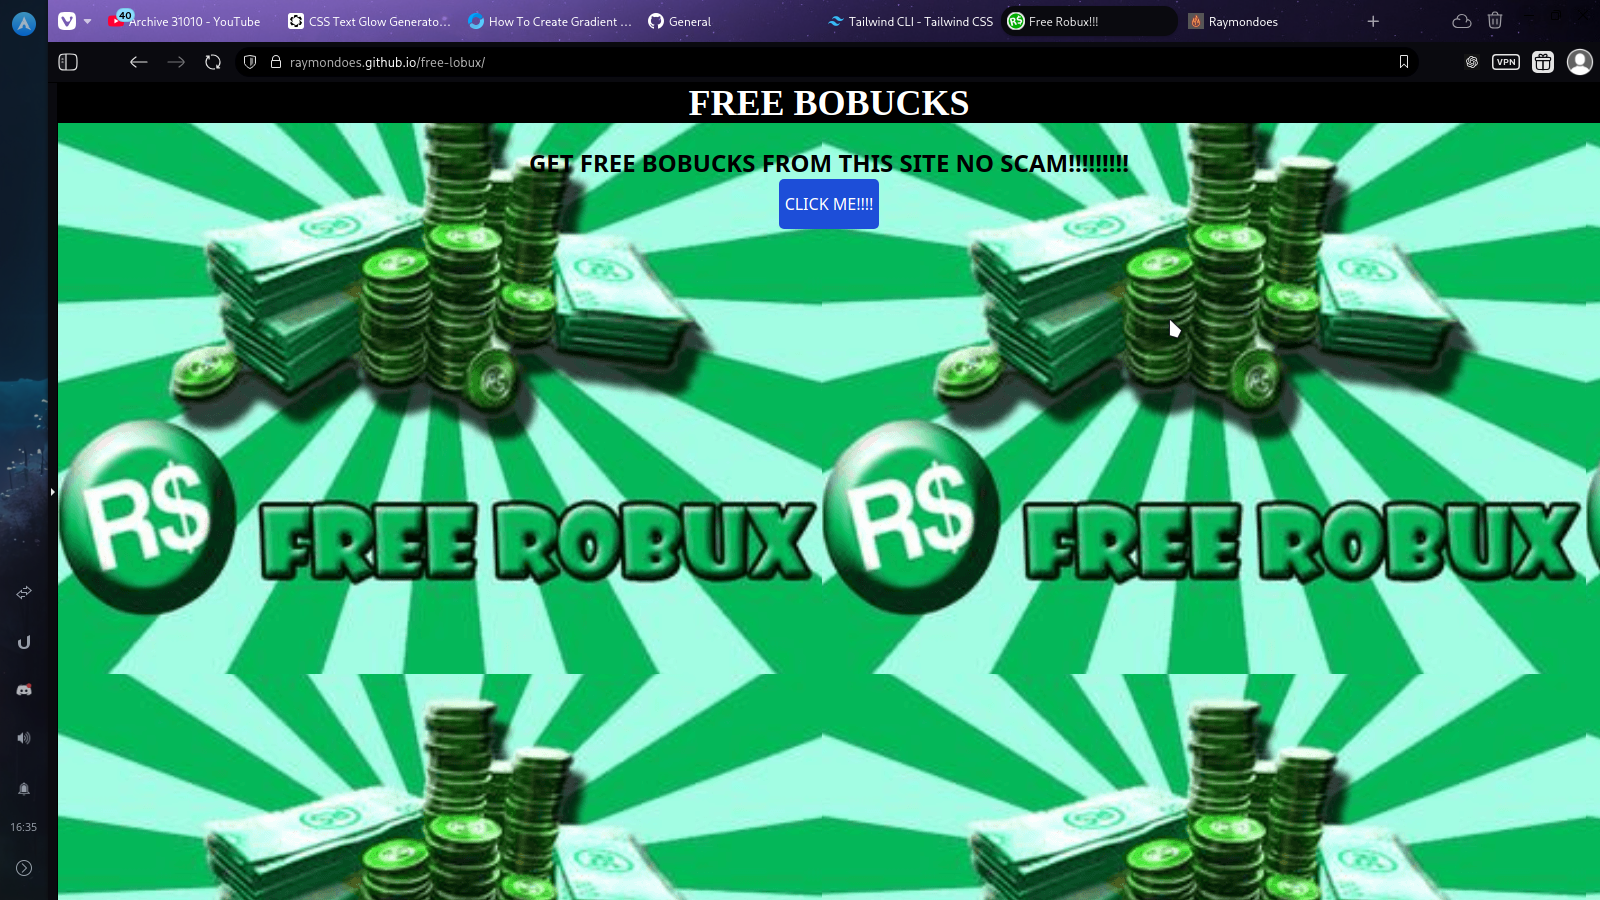 40
Archive 31010 - YouTube
CSS Text Glow Generato...
How To Create Gradient ...
General
Tailwind CLI - Tailwind CSS
R$ Free Robux!!!
Raymondoes
raymondoes.github.io/free-lobux/
VPN
FREE BOBUCKS
GET FREE BOBUCKS FROM THIS SITE NO SCAM!!!!!!!!!
CLICK ME!!!!
R$ FREE ROBUX
R$ FREE ROBUX
16:35